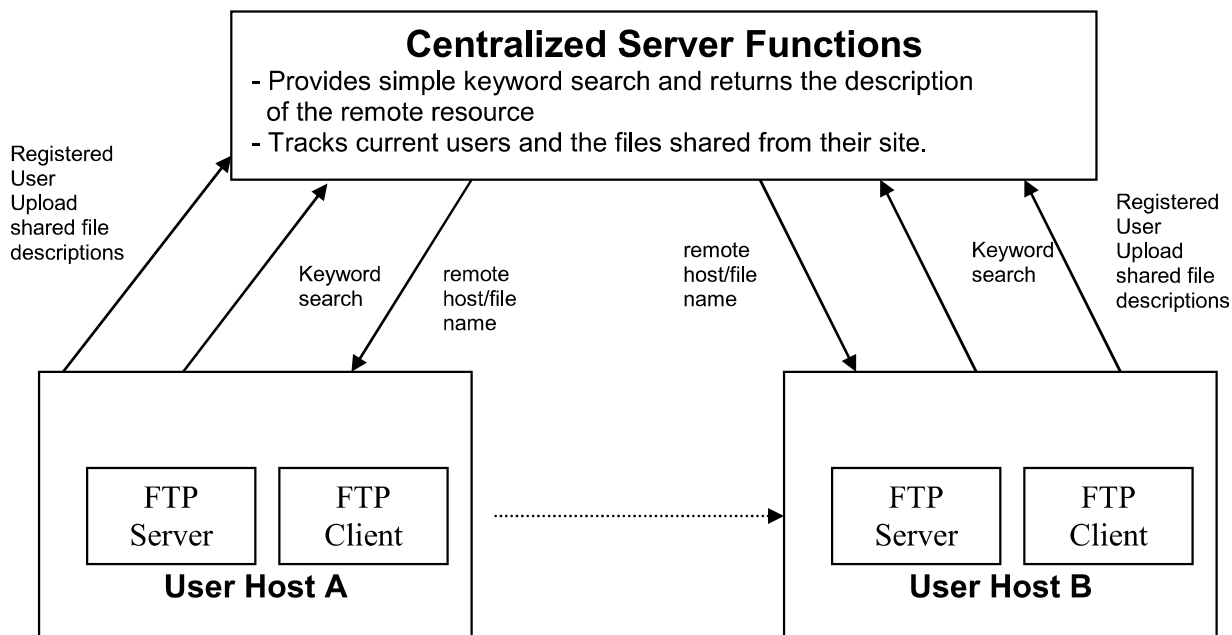 Centralized Server Functions
- Provides simple keyword search and returns the description
of the remote resource
- Tracks current users and the files shared from their site.
Registered
User
Upload
shared file
descriptions
Keyword
search
remote
host/file
name
remote
host/file
name
Keyword
search
Registered
User
Upload
shared file
descriptions
FTP
Server
FTP
Client
User Host A
FTP
Server
FTP
Client
User Host B